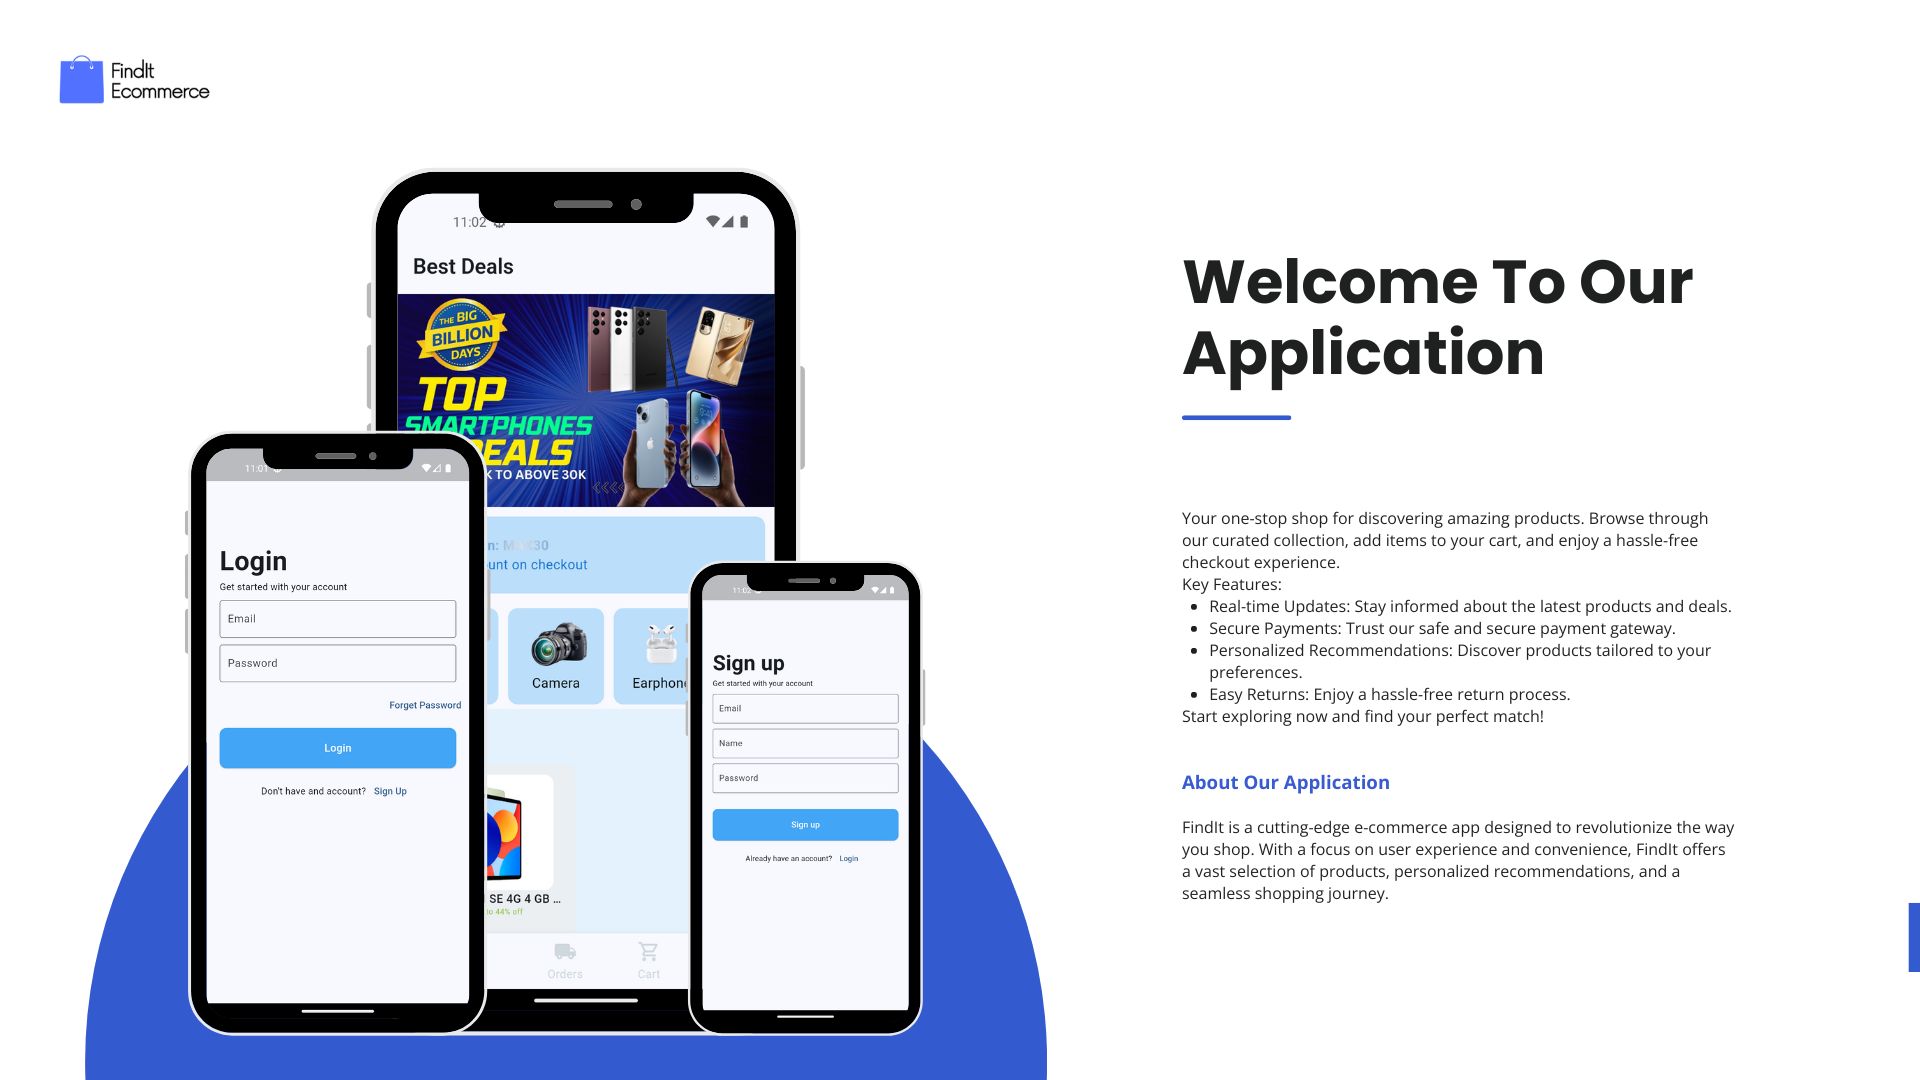 FindIt
Ecommerce
11:02
Best Deals
THE BIG
BILLION
DAYS
TOP
SMARTPHONES
EALS
K TO ABOVE 30K
n: M
unt on checkout
Camera
Earphon
SE 4G 4 GB ...
to 44% off
Orders
Cart
11:01
Login
Get started with your account
Email
Password
Forget Password
Login
Don't have and account? Sign Up
11:02
Sign up
Get started with your account
Email
Name
Password
Sign up
Already have an account? Login
Welcome To Our
Application
Your one-stop shop for discovering amazing products. Browse through
our curated collection, add items to your cart, and enjoy a hassle-free
checkout experience.
Key Features:
• Real-time Updates: Stay informed about the latest products and deals.
• Secure Payments: Trust our safe and secure payment gateway.
• Personalized Recommendations: Discover products tailored to your
preferences.
• Easy Returns: Enjoy a hassle-free return process.
Start exploring now and find your perfect match!
About Our Application
FindIt is a cutting-edge e-commerce app designed to revolutionize the way
you shop. With a focus on user experience and convenience, FindIt offers
a vast selection of products, personalized recommendations, and a
seamless shopping journey.